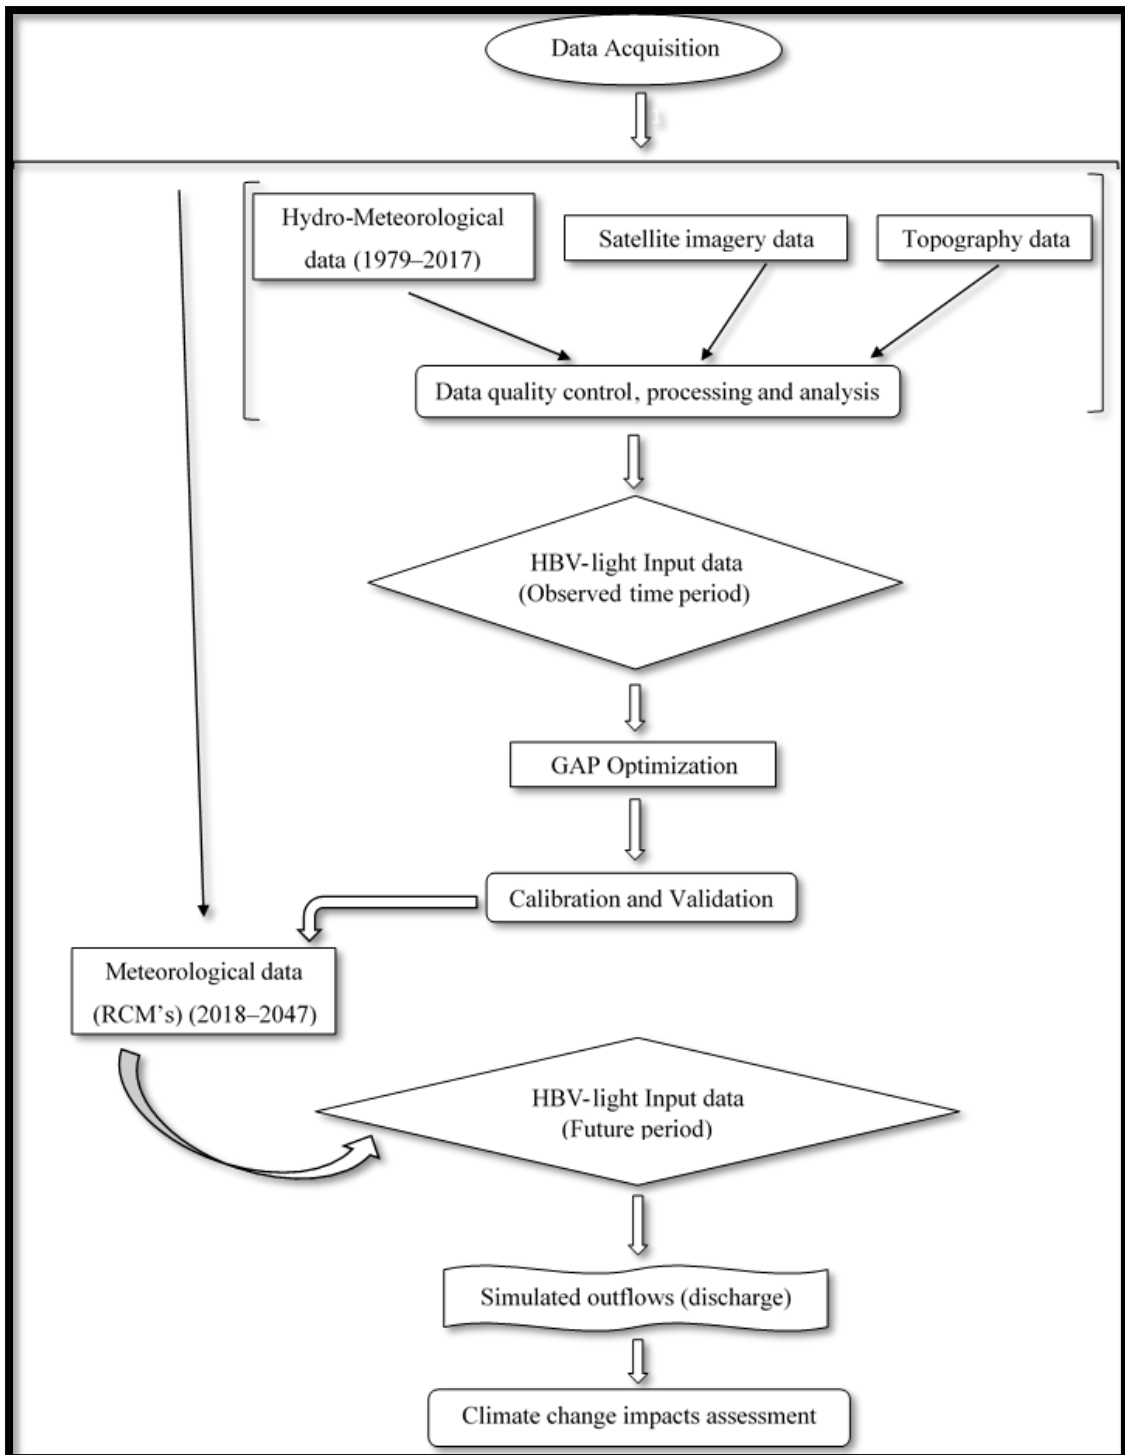 Data Acquisition
Hydro-Meteorological
data (1979–2017)
Satellite imagery data
Topography data
Data quality control, processing and analysis
HBV-light Input data
(Observed time period)
GAP Optimization
Calibration and Validation
Meteorological data
(RCM’s) (2018–2047)
HBV-light Input data
(Future period)
Simulated outflows (discharge)
Climate change impacts assessment